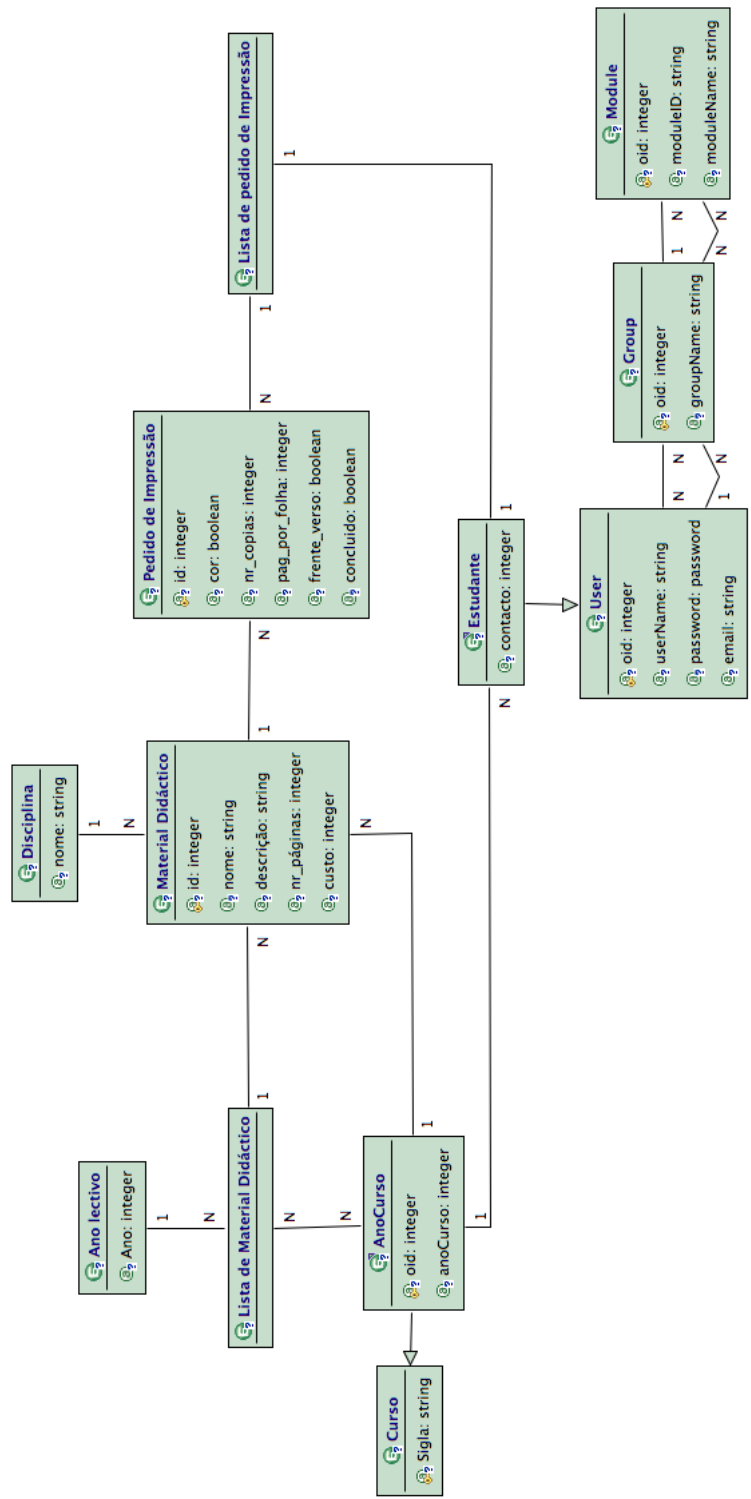 Disciplina
nome: string
1
N
Ano lectivo
Ano: integer
1
N
Lista de Material Didáctico
1
N
Material Didáctico
id: integer
nome: string
descrição: string
nr_páginas: integer
custo: integer
1
N
Pedido de Impressão
id: integer
cor: boolean
nr_copias: integer
pag_por_folha: integer
frente_verso: boolean
concluido: boolean
N
1
Lista de pedido de Impressão
1
N
N
Curso
Sigla: string
AnoCurso
oid: integer
anoCurso: integer
1
N
1
N
Estudante
contacto: integer
1
User
oid: integer
userName: string
password: password
email: string
N
N
1
N
Group
oid: integer
groupName: string
1
N
N
N
Module
oid: integer
moduleID: string
moduleName: string